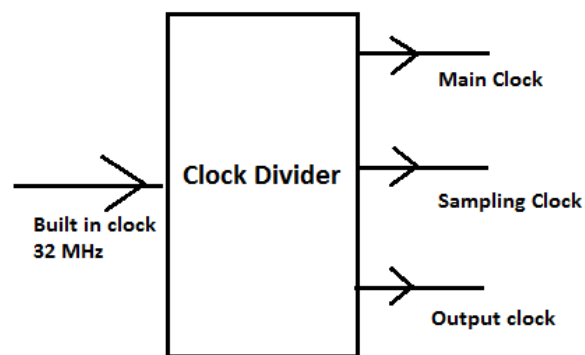 Main Clock
Clock Divider
Sampling Clock
Built in clock
32 MHz
Output clock